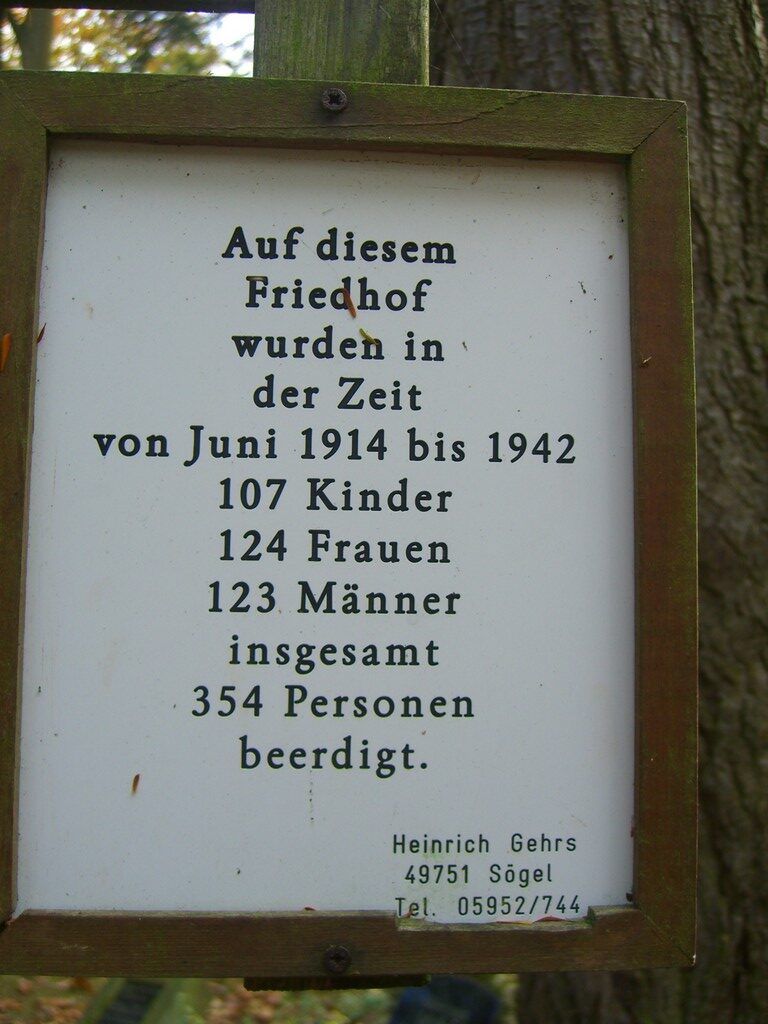 Auf diesem
Friedhof
wurden in
der Zeit
von Juni 1914 bis 1942
107 Kinder
124 Frauen
123 Männer
insgesamt
354 Personen
beerdigt.
Heinrich Gehrs
49751 Sögel
Tel. 05952/744